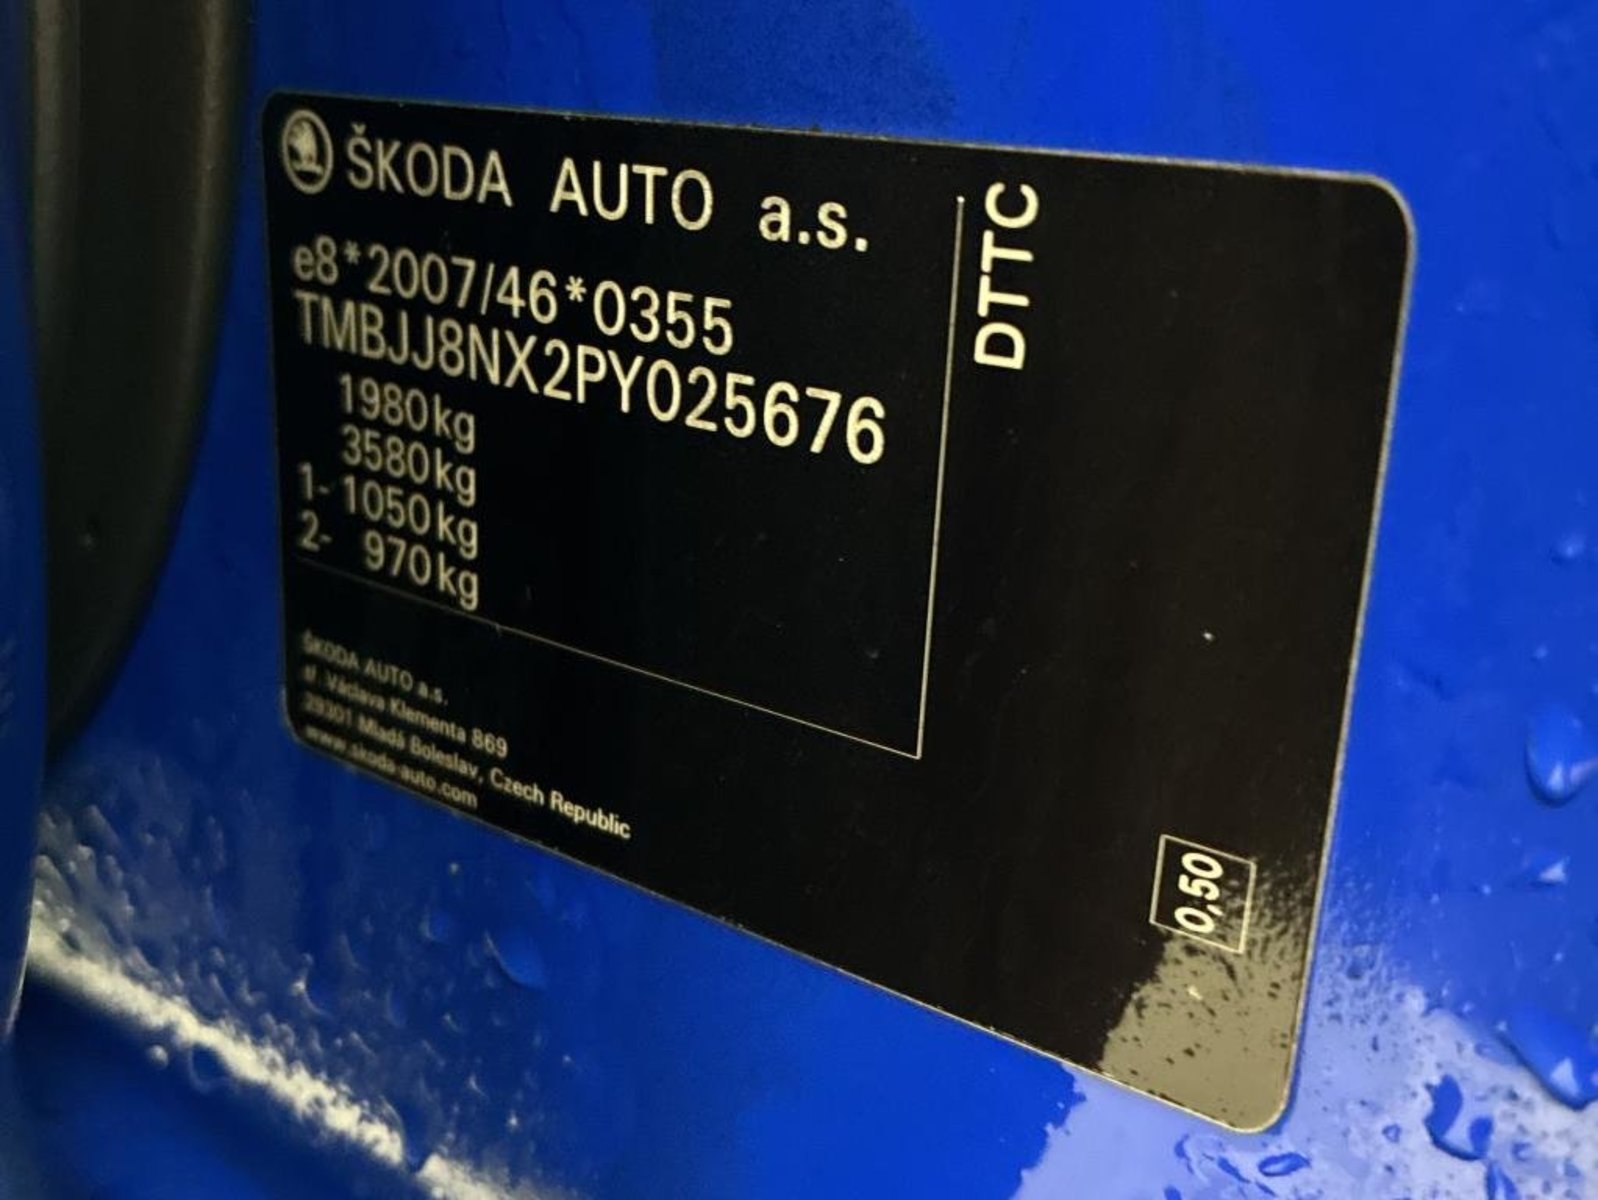 ŠKODA AUTO a.s.
e8*2007/46*0355
TMBJJ8NX2PY025676
1980kg
3580kg
1- 1050kg
2- 970kg
ŠKODA AUTO a.s.
tř. Václava Klementa 869
29301 Mladá Boleslav, Czech Republic
www.skoda-auto.com
DTTC
0,50